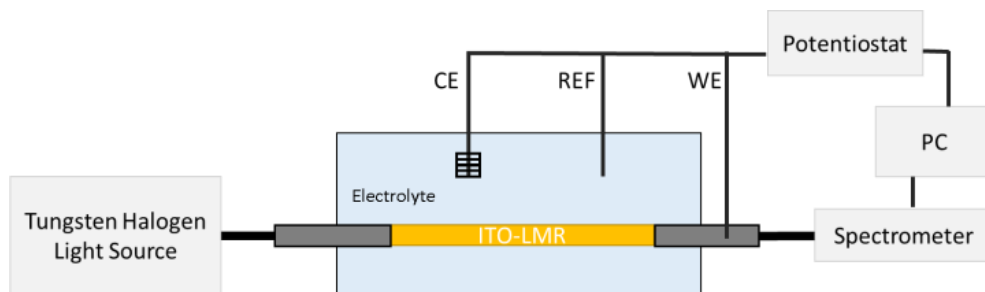 Potentiostat
CE
REF
WE
PC
Electrolyte
Tungsten Halogen
Light Source
ITO-LMR
Spectrometer